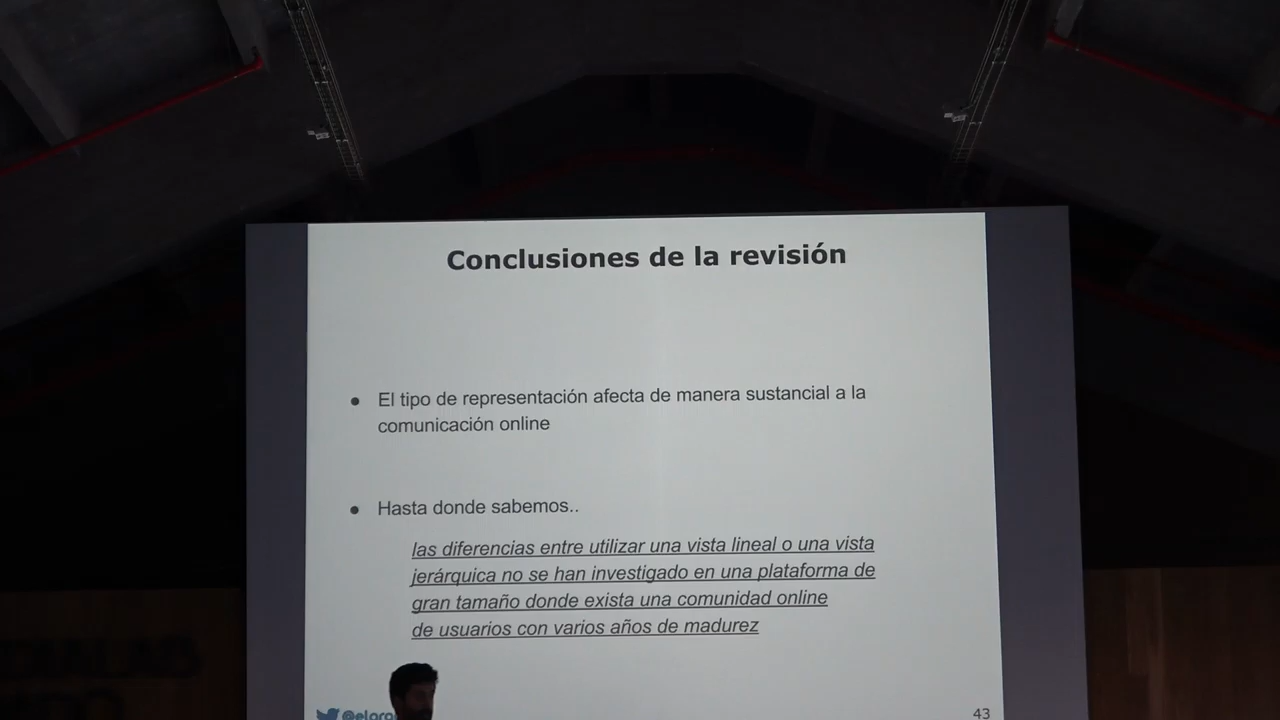 Conclusiones de la revisión
● El tipo de representación afecta de manera sustancial a la
comunicación online
● Hasta donde sabemos..
las diferencias entre utilizar una vista lineal o una vista
jerárquica no se han investigado en una plataforma de
gran tamaño donde exista una comunidad online
de usuarios con varios años de madurez
43